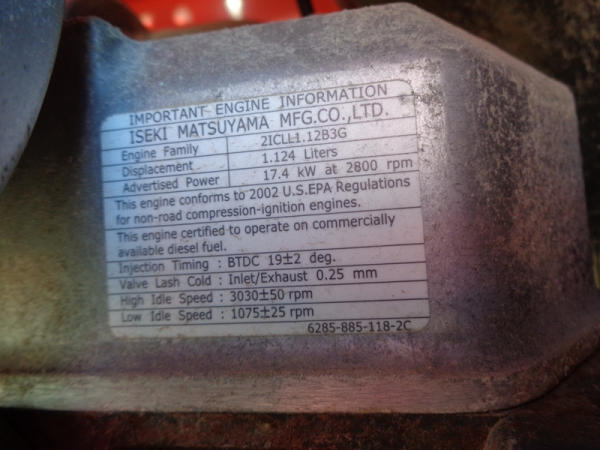 IMPORTANT ENGINE INFORMATION
ISEKI MATSUYAMA MFG.CO.,LTD.
Engine Family 2ICLL1.12B3G
Displacement 1.124 Liters
Advertised Power 17.4 kW at 2800 rpm
This engine conforms to 2002 U.S.EPA Regulations
for non-road compression-ignition engines.
This engine certified to operate on commercially
available diesel fuel.
Injection Timing : BTDC 19±2 deg.
Valve Lash Cold : Inlet/Exhaust 0.25 mm
High Idle Speed : 3030±50 rpm
Low Idle Speed : 1075±25 rpm
6285-885-118-2C